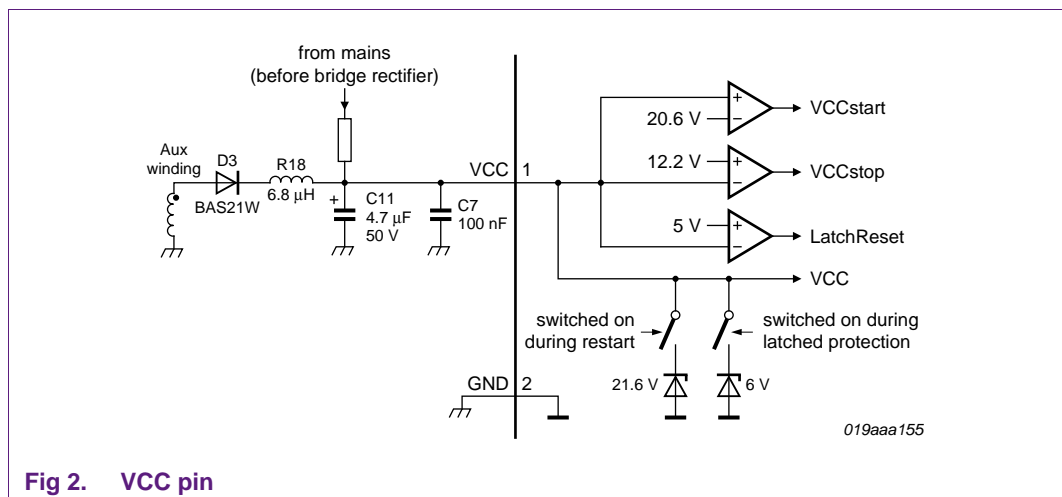 from mains
(before bridge rectifier)
Aux
winding
D3
BAS21W
R18
6.8 μH
+
C11
4.7 μF
50 V
C7
100 nF
VCC
1
GND
2
+
20.6 V
−
VCCstart
12.2 V
+
−
VCCstop
5 V
+
−
LatchReset
VCC
switched on
during restart
switched on during
latched protection
21.6 V
6 V
019aaa155
Fig 2. VCC pin